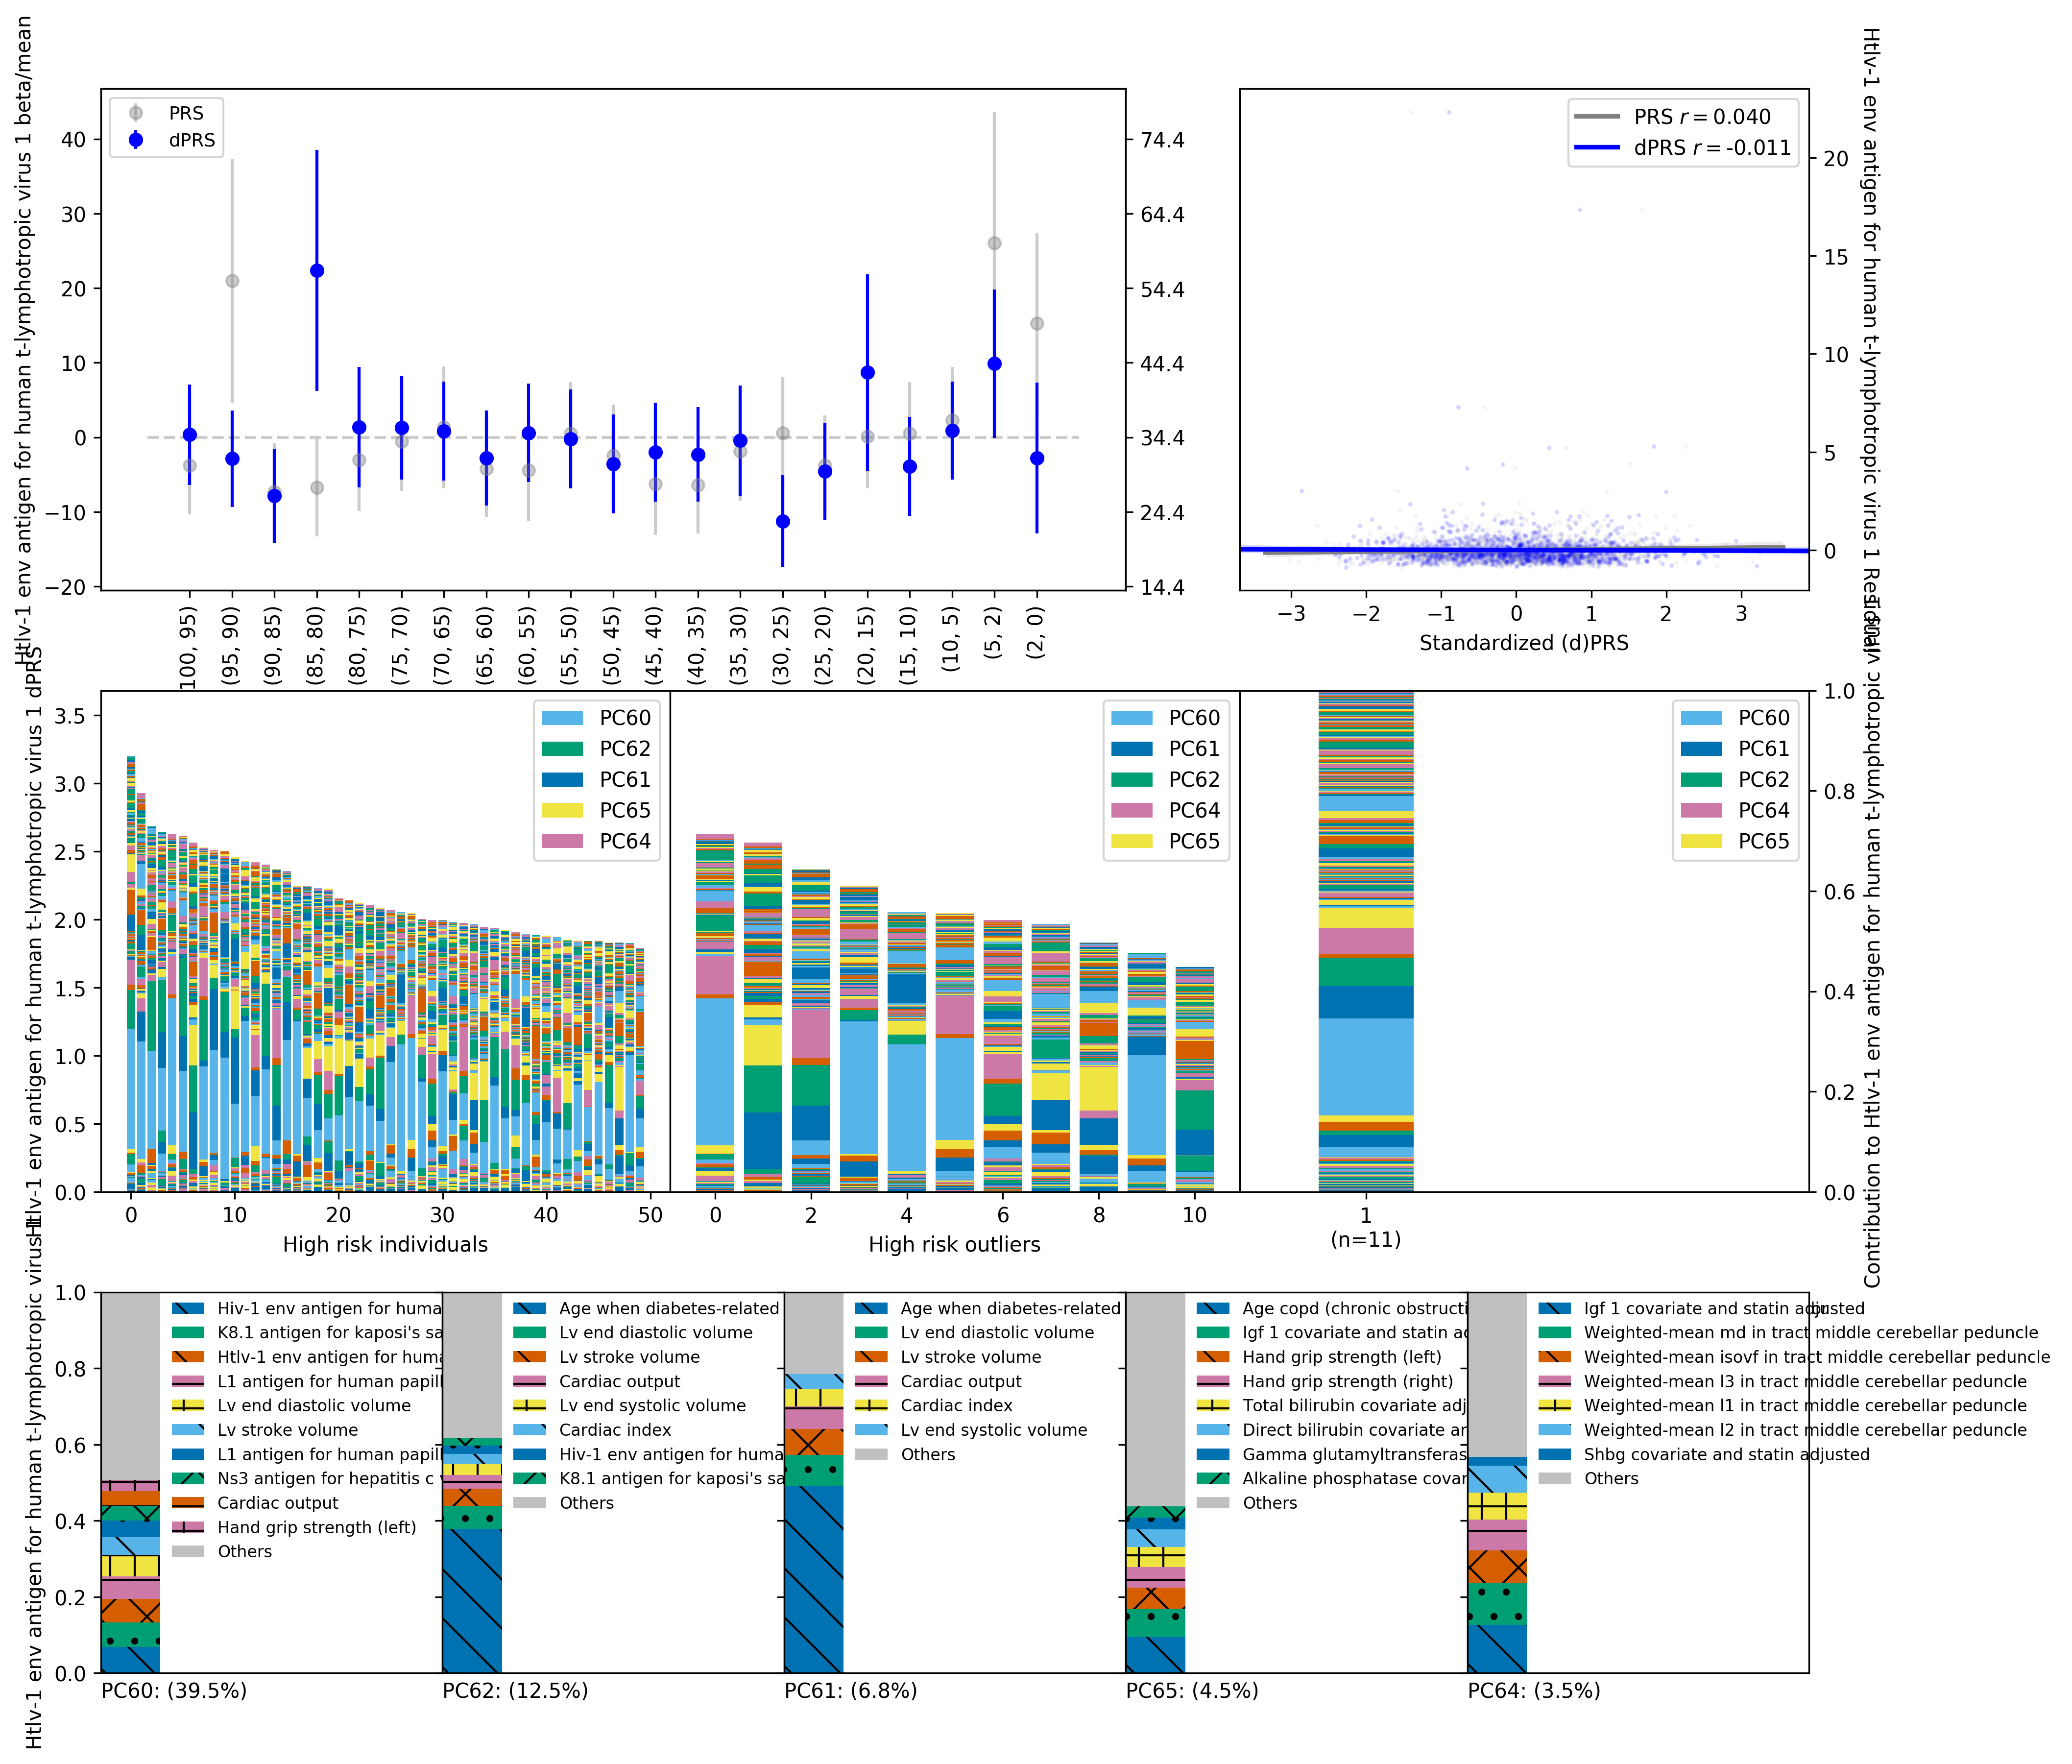 Htlv-1 env antigen for human t-lymphotropic virus 1 beta/mean
PRS
dPRS
40
30
20
10
0
−10
−20
74.4
64.4
54.4
44.4
34.4
24.4
14.4
100, 95)
(95, 90)
(90, 85)
(85, 80)
(80, 75)
(75, 70)
(70, 65)
(65, 60)
(60, 55)
(55, 50)
(50, 45)
(45, 40)
(40, 35)
(35, 30)
(30, 25)
(25, 20)
(20, 15)
(15, 10)
(10, 5)
(5, 2)
(2, 0)
PRS r = 0.040
dPRS r = -0.011
20
15
10
5
0
−3
−2
−1
0
1
2
3
Standardized (d)PRS
Htlv-1 env antigen for human t-lymphotropic virus 1 Residual
Htlv-1 env antigen for human t-lymphotropic virus 1 dPRS
3.5
3.0
2.5
2.0
1.5
1.0
0.5
0.0
PC60
PC62
PC61
PC65
PC64
0
10
20
30
40
50
High risk individuals
PC60
PC61
PC62
PC64
PC65
0
2
4
6
8
10
High risk outliers
PC60
PC61
PC62
PC64
PC65
1
(n=11)
1.0
0.8
0.6
0.4
0.2
0.0
Contribution to Htlv-1 env antigen for human t-lymphotropic
Htlv-1 env antigen for human t-lymphotropic virus 1
1.0
0.8
0.6
0.4
0.2
0.0
Hiv-1 env antigen for huma
K8.1 antigen for kaposi's sa
Htlv-1 env antigen for huma
L1 antigen for human papill
Lv end diastolic volume
Lv stroke volume
L1 antigen for human papill
Ns3 antigen for hepatitis c
Cardiac output
Hand grip strength (left)
Others
PC60: (39.5%)
Age when diabetes-related
Lv end diastolic volume
Lv stroke volume
Cardiac output
Lv end systolic volume
Cardiac index
Hiv-1 env antigen for huma
K8.1 antigen for kaposi's sa
Others
PC62: (12.5%)
Age when diabetes-related
Lv end diastolic volume
Lv stroke volume
Cardiac output
Cardiac index
Lv end systolic volume
Others
PC61: (6.8%)
Age copd (chronic obstructi
Igf 1 covariate and statin ad
Hand grip strength (left)
Hand grip strength (right)
Total bilirubin covariate adj
Direct bilirubin covariate an
Gamma glutamyltransferas
Alkaline phosphatase covar
Others
PC65: (4.5%)
Igf 1 covariate and statin adjusted
Weighted-mean md in tract middle cerebellar peduncle
Weighted-mean isovf in tract middle cerebellar peduncle
Weighted-mean l3 in tract middle cerebellar peduncle
Weighted-mean l1 in tract middle cerebellar peduncle
Weighted-mean l2 in tract middle cerebellar peduncle
Shbg covariate and statin adjusted
Others
PC64: (3.5%)